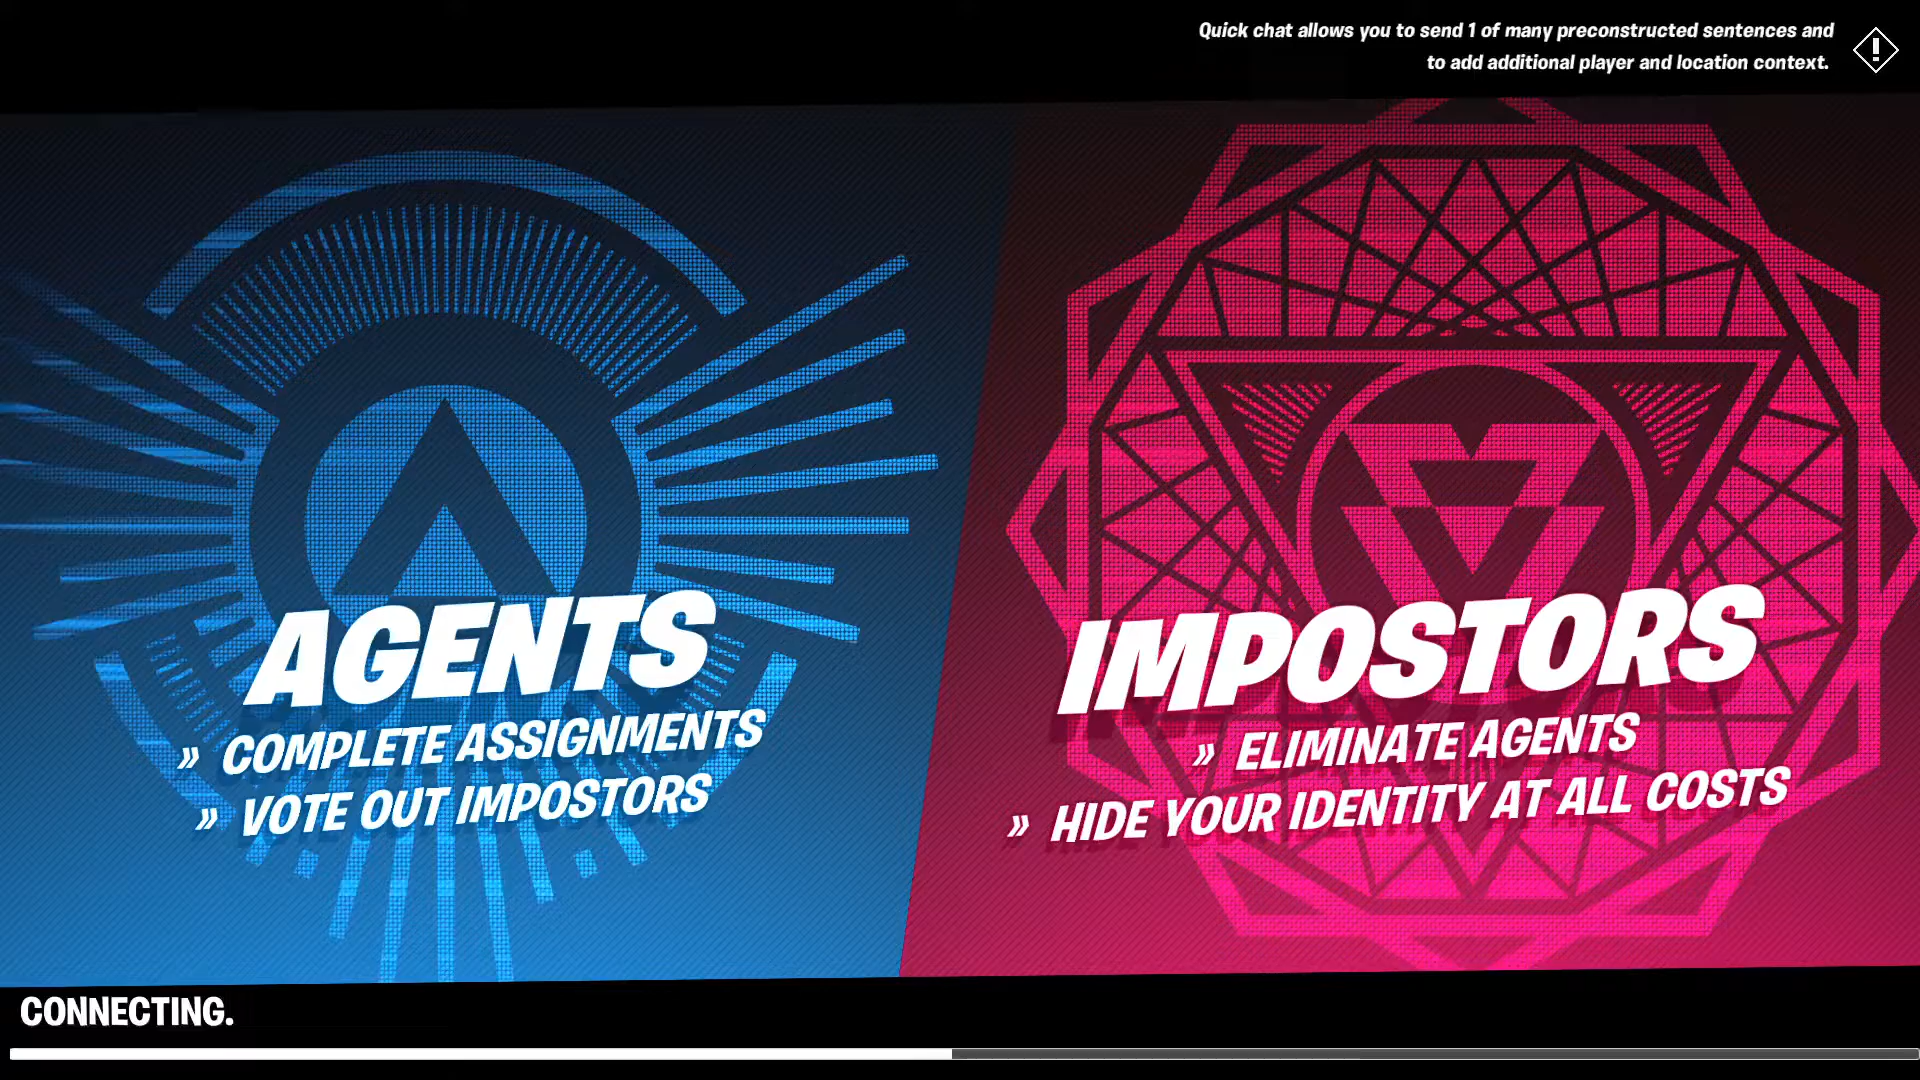 Quick chat allows you to send 1 of many preconstructed sentences and
to add additional player and location context.
AGENTS
» COMPLETE ASSIGNMENTS
» VOTE OUT IMPOSTORS
IMPOSTORS
» ELIMINATE AGENTS
» HIDE YOUR IDENTITY AT ALL COSTS
CONNECTING.